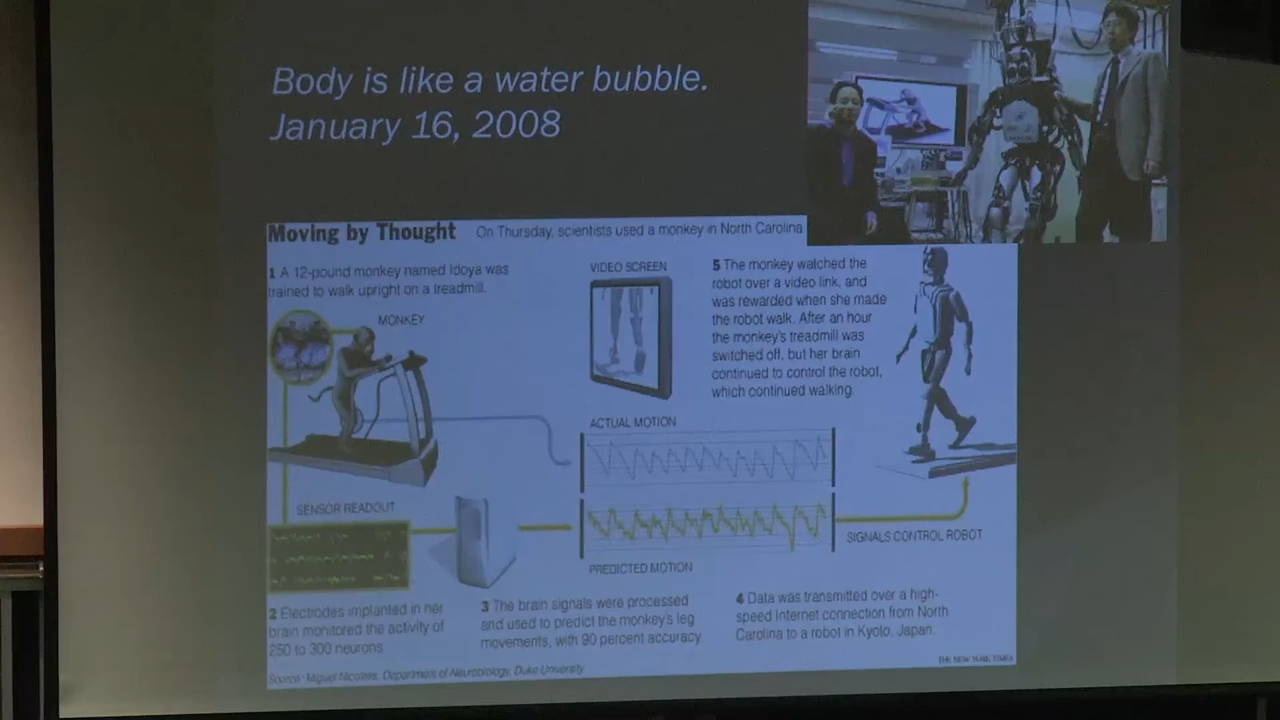 Body is like a water bubble.
January 16, 2008
Moving by Thought
On Thursday, scientists used a monkey in North Carolina
1 A 12-pound monkey named Idoya was
trained to walk upright on a treadmill.
MONKEY
VIDEO SCREEN
5 The monkey watched the
robot over a video link, and
was rewarded when she made
the robot walk. After an hour
the monkey's treadmill was
switched off, but her brain
continued to control the robot,
which continued walking.
ACTUAL MOTION
SENSOR READOUT
PREDICTED MOTION
SIGNALS CONTROL ROBOT
2 Electrodes implanted in her
brain monitored the activity of
250 to 300 neurons
3 The brain signals were processed
and used to predict the monkey's leg
movements, with 90 percent accuracy
4 Data was transmitted over a high-
speed Internet connection from North
Carolina to a robot in Kyoto, Japan.
Source: Miguel Nicolelis, Department of Neurobiology, Duke University
THE NEW YORK TIMES